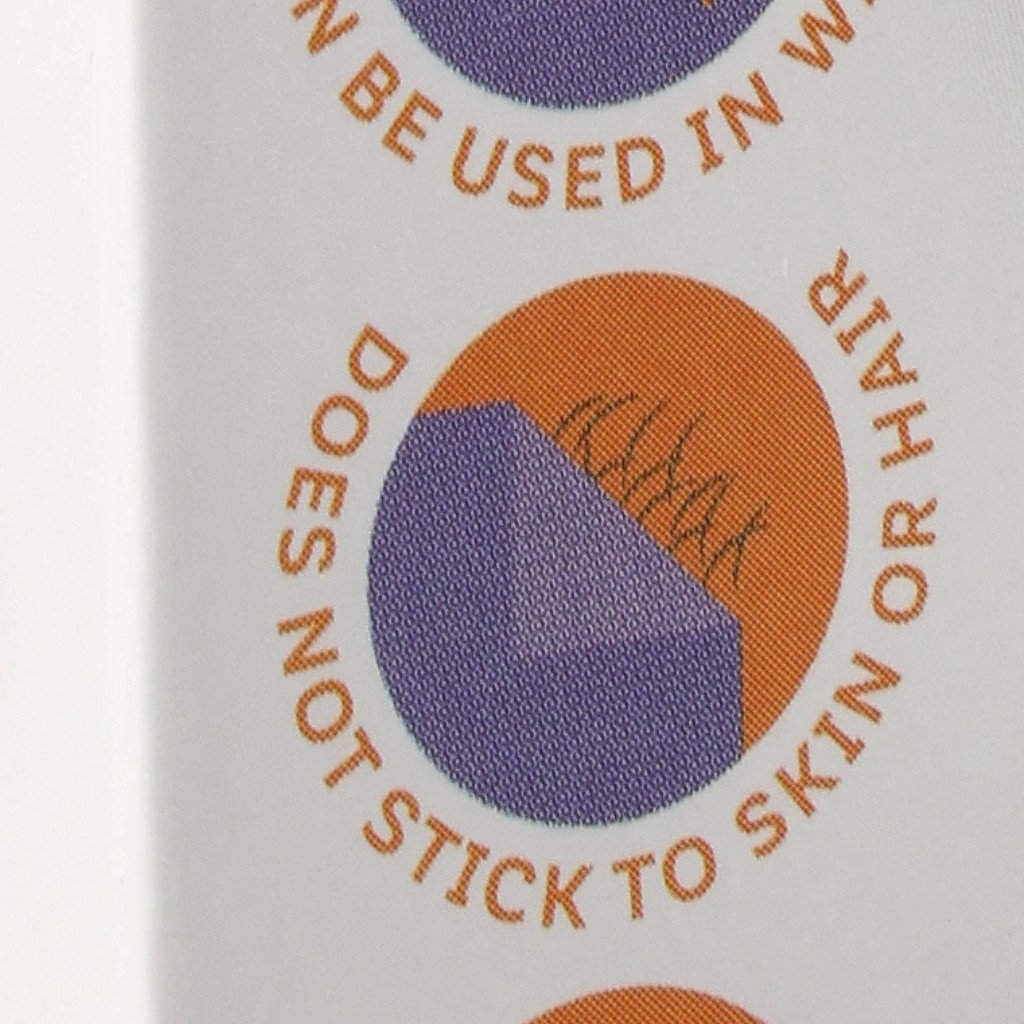 BE USED IN
DOES NOT STICK TO SKIN OR HAIR